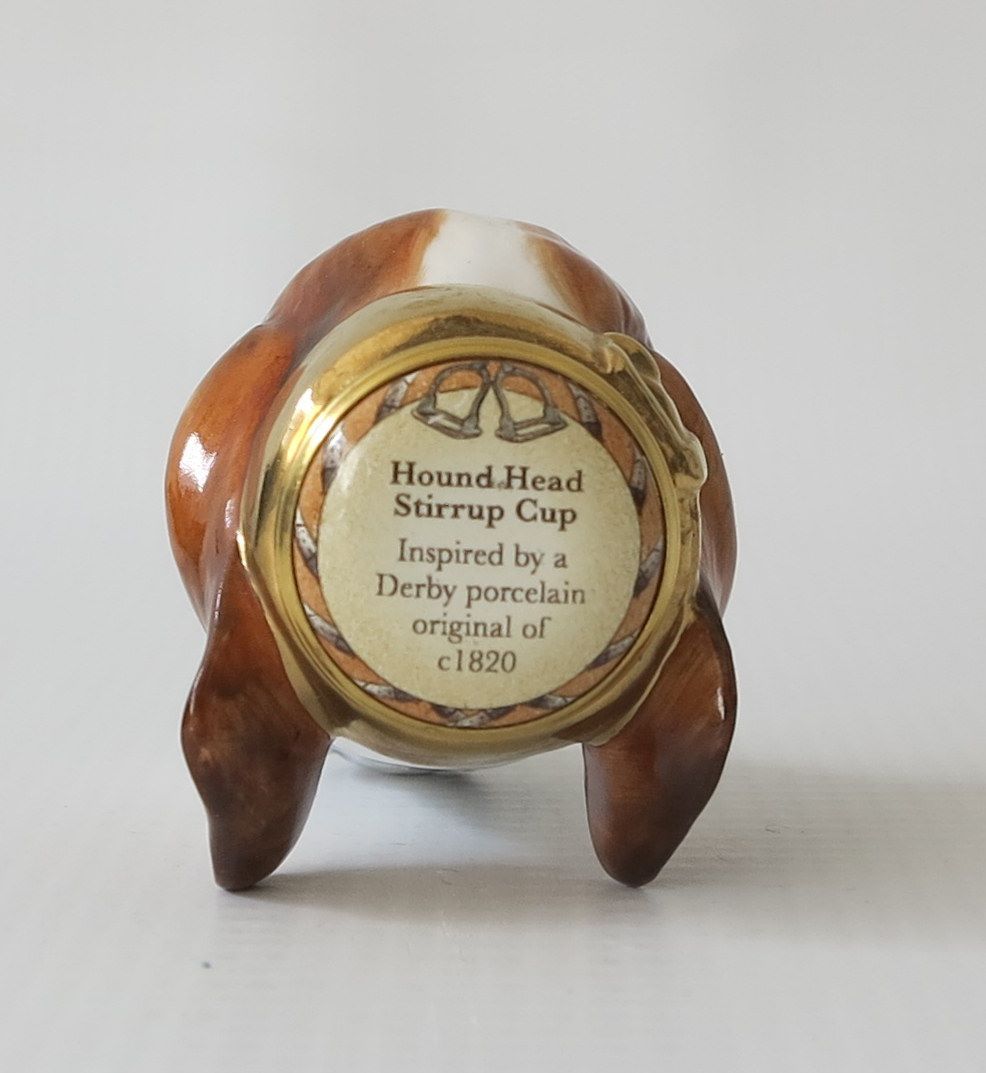 Hound Head
Stirrup Cup
Inspired by a
Derby porcelain
original of
c1820